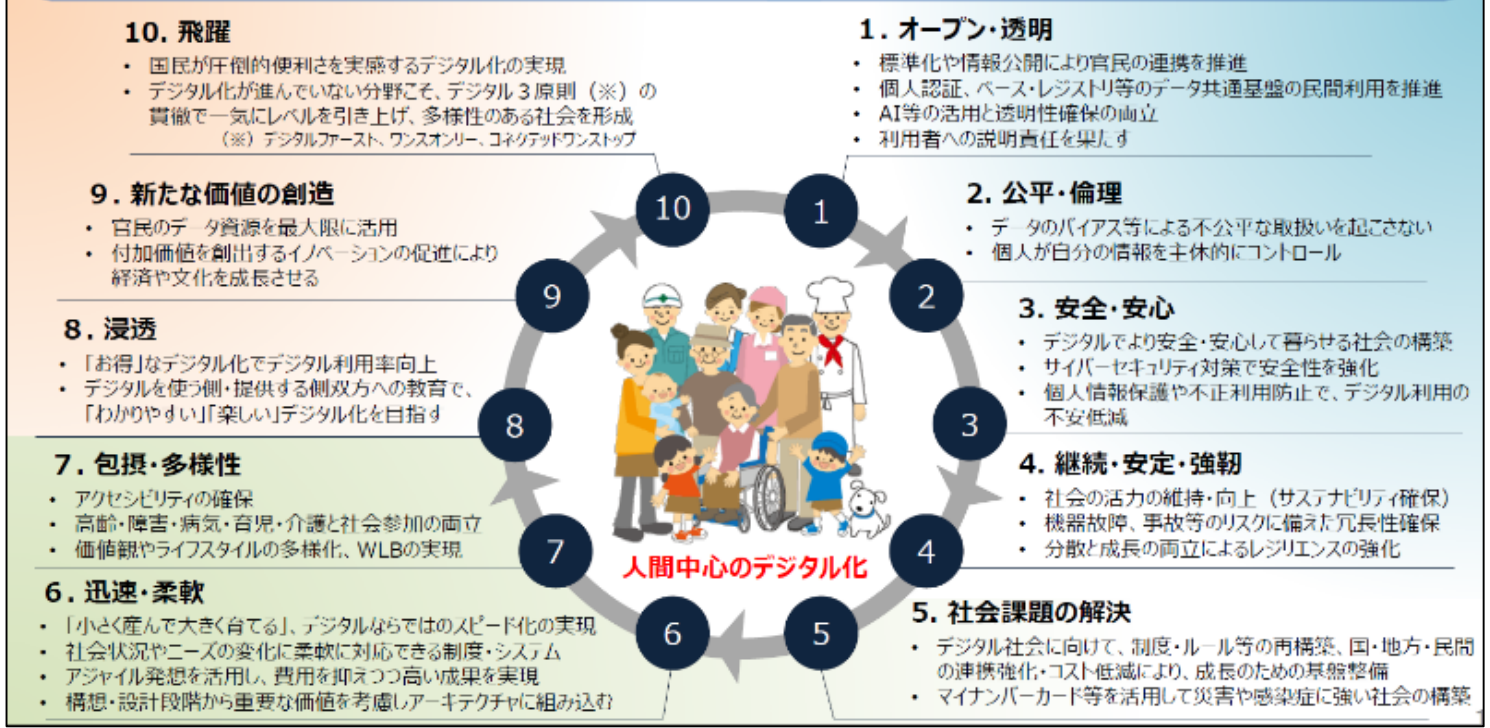 1. オープン・透明
• 標準化や情報公開により官民の連携を推進
• 個人認証、ベース・レジストリ等のデータ共通基盤の民間利用を推進
• AI等の活用と透明性確保の両立
• 利用者への説明責任を果たす
2. 公平・倫理
• データのバイアス等による不公平な取扱いを起こさない
• 個人が自分の情報を主体的にコントロール
3. 安全・安心
• デジタルでより安全・安心して暮らせる社会の構築
• サイバーセキュリティ対策で安全性を強化
• 個人情報保護や不正利用防止で、デジタル利用の
不安低減
4. 継続・安定・強靭
• 社会の活力の維持・向上（サステナビリティ確保）
• 機器故障、事故等のリスクに備えた冗長性確保
• 分散と成長の両立によるレジリエンスの強化
5. 社会課題の解決
• デジタル社会に向けて、制度・ルール等の再構築、国・地方・民間
の連携強化・コスト低減により、成長のための基盤整備
• マイナンバーカード等を活用して災害や感染症に強い社会の構築
6. 迅速・柔軟
• 「小さく産んで大きく育てる」、デジタルならではのスピード化の実現
• 社会状況やニーズの変化に柔軟に対応できる制度・システム
• アジャイル発想を活用し、費用を抑えつつ高い成果を実現
• 構想・設計段階から重要な価値を考慮しアーキテクチャに組み込む
7. 包摂・多様性
• アクセシビリティの確保
• 高齢・障害・病気・育児・介護と社会参加の両立
• 価値観やライフスタイルの多様化、WLBの実現
8. 浸透
• 「お得」なデジタル化でデジタル利用率向上
• デジタルを使う側・提供する側双方への教育で、
「わかりやすい」「楽しい」デジタル化を目指す
9. 新たな価値の創造
• 官民のデータ資源を最大限に活用
• 付加価値を創出するイノベーションの促進により
経済や文化を成長させる
10. 飛躍
• 国民が圧倒的便利さを実感するデジタル化の実現
• デジタル化が進んでいない分野こそ、デジタル３原則（※）の
貫徹で一気にレベルを引き上げ、多様性のある社会を形成
（※）デジタルファースト、ワンスオンリー、コネクテッドワンストップ
1
2
3
4
5
6
7
8
9
10
人間中心のデジタル化